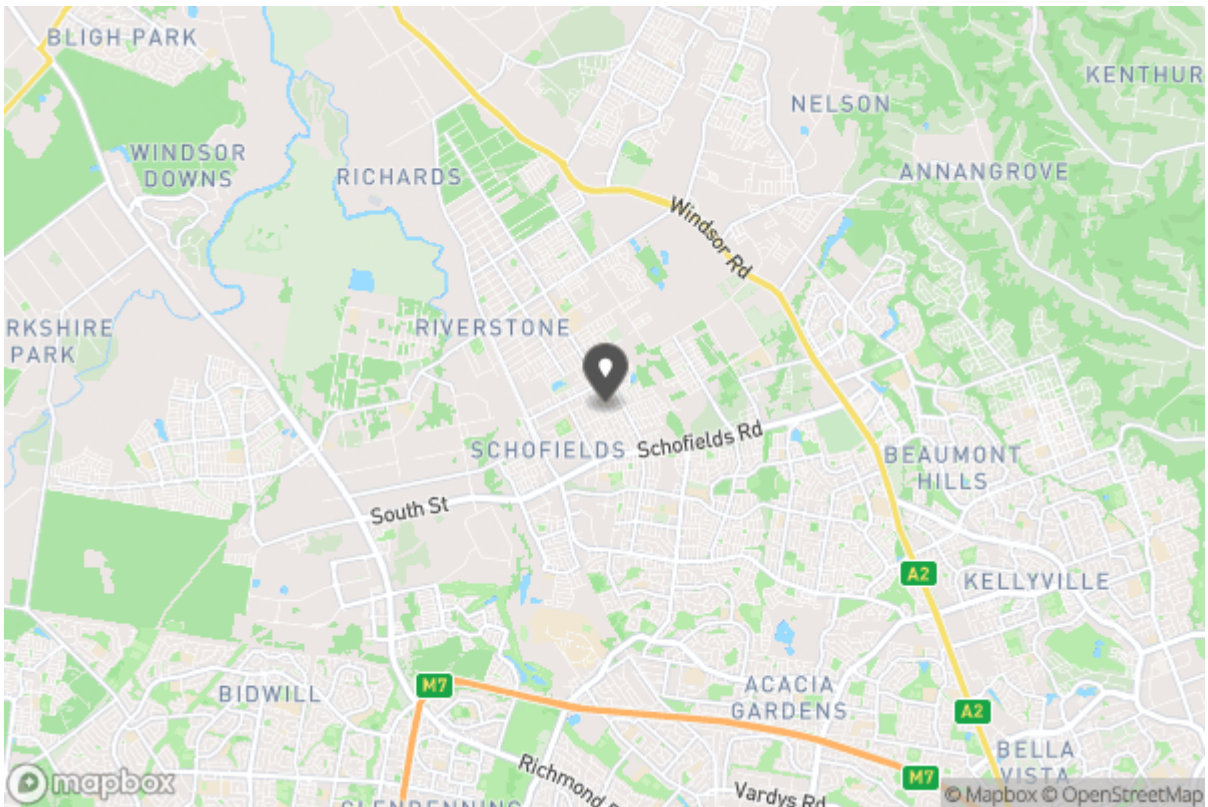 BLIGH PARK
KENTHUR
NELSON
WINDSOR
DOWNS
RICHARDS
ANNANGROVE
Windsor Rd
RKSHIRE
PARK
RIVERSTONE
SCHOFIELDS
Schofields Rd
BEAUMONT
HILLS
South St
A2
KELLYVILLE
BIDWILL
M7
ACACIA
GARDENS
A2
BELLA
VISTA
Richmond
M7
Vardys Rd
GLENDENNING
mapbox
© Mapbox © OpenStreetMap